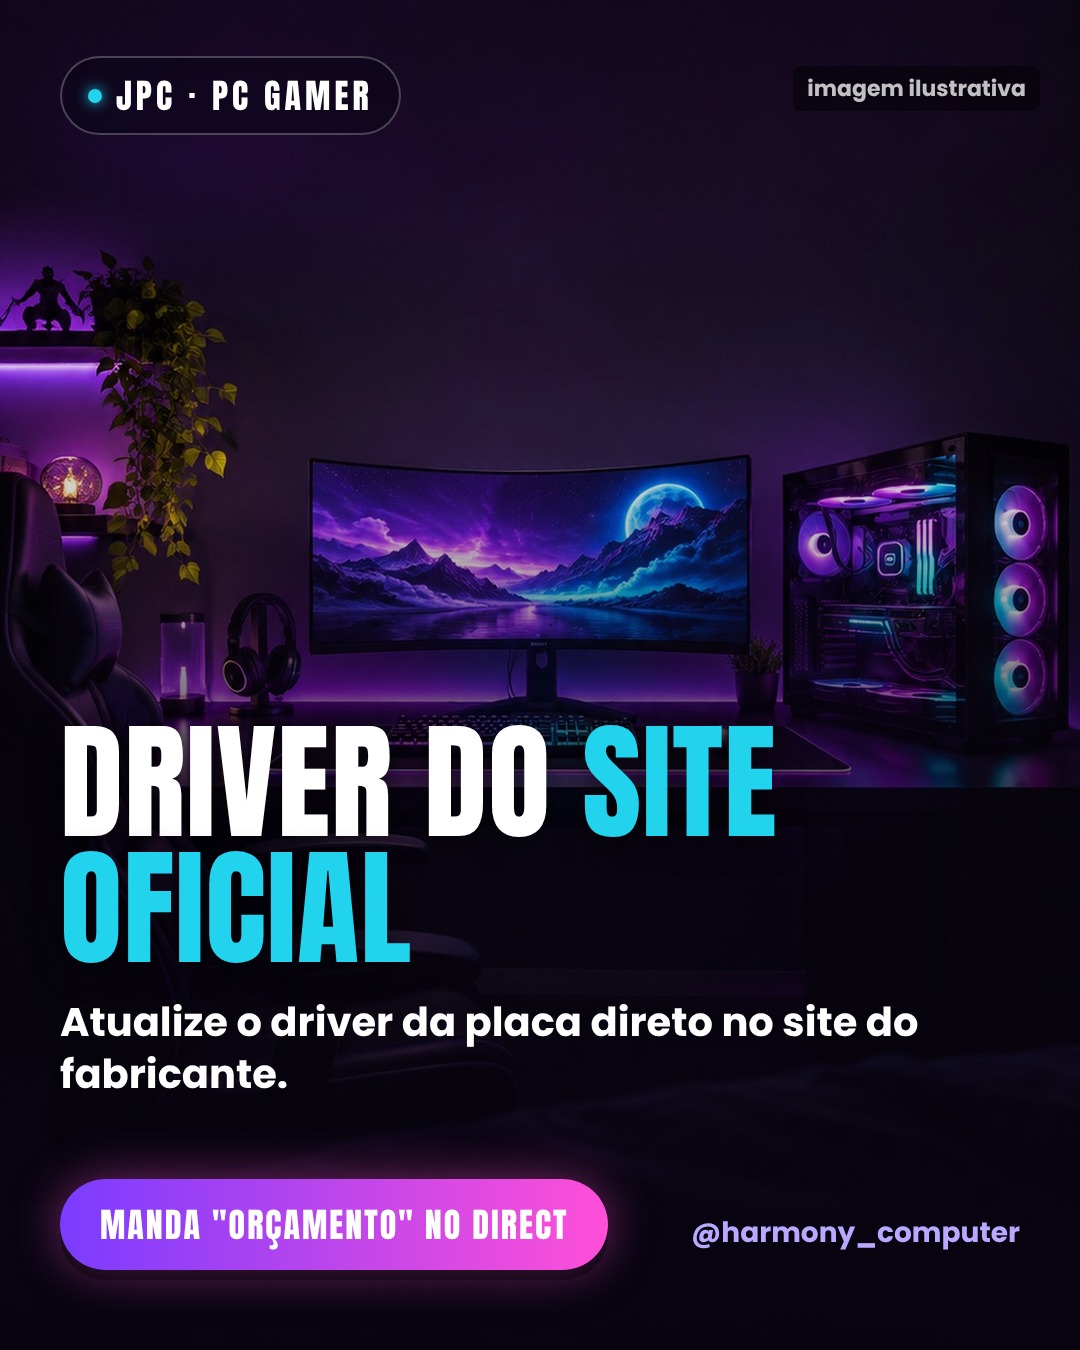 JPC · PC GAMER
imagem ilustrativa
DRIVER DO SITE
OFICIAL
Atualize o driver da placa direto no site do
fabricante.
MANDA "ORÇAMENTO" NO DIRECT
@harmony_computer